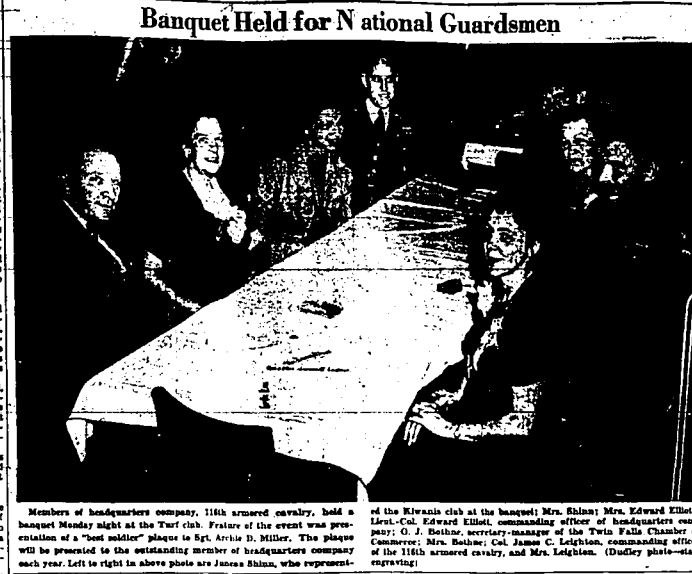 Banquet Held for N ational Guardsmen
Members of headquarters company, 116th armored cavalry, held a
banquet Monday night at the Turf club. Feature of the event was pres-
entation of a "best soldier" plaque to Sgt. Archie D. Miller. The plaque
will be presented to the outstanding member of headquarters company
each year. Left to right in above photo are Shinn, who represent-
ed the Kiwanis club at the banquet; Mrs. Shinn; Mrs. Edward Elliot
Lieut.-Col. Edward Elliott, commanding officer of headquarters com
pany; O. J. Bothne, secretary-manager of the Twin Falls Chamber
Commerce; Mrs. Bothne; Col. James C. Leighton, commanding offic
of the 116th armored cavalry, and Mrs. Leighton. (Dudley photo—sta
engraving)